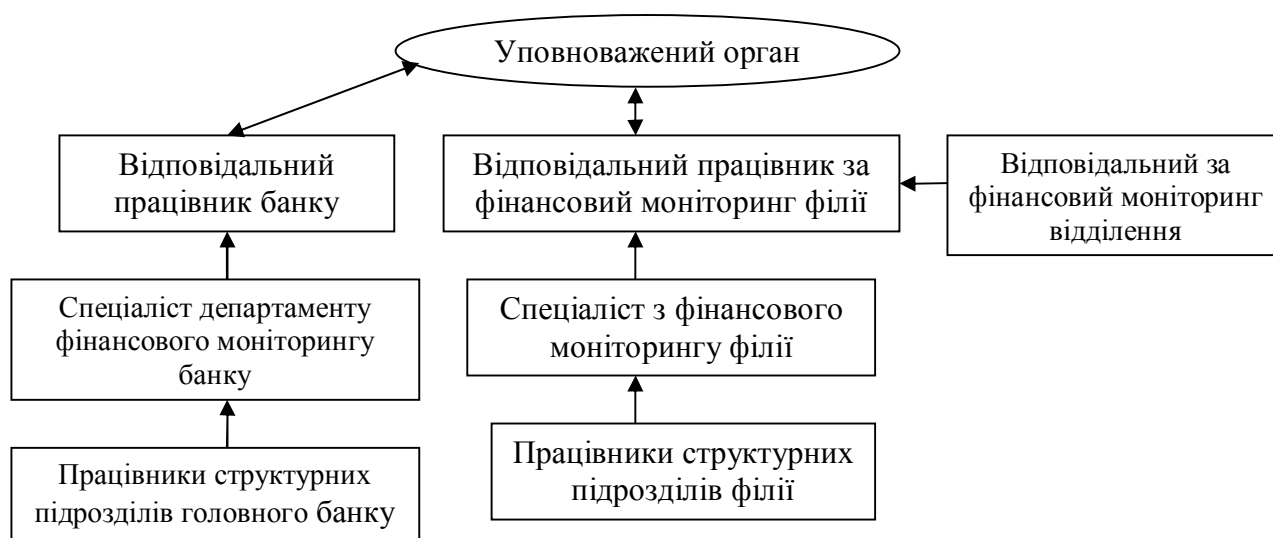 Уповноважений орган
Відповідальний
працівник банку
Відповідальний працівник за
фінансовий моніторинг філії
Відповідальний за
фінансовий моніторинг
відділення
Спеціаліст департаменту
фінансового моніторингу
банку
Спеціаліст з фінансового
моніторингу філії
Працівники структурних
підрозділів головного банку
Працівники структурних
підрозділів філії